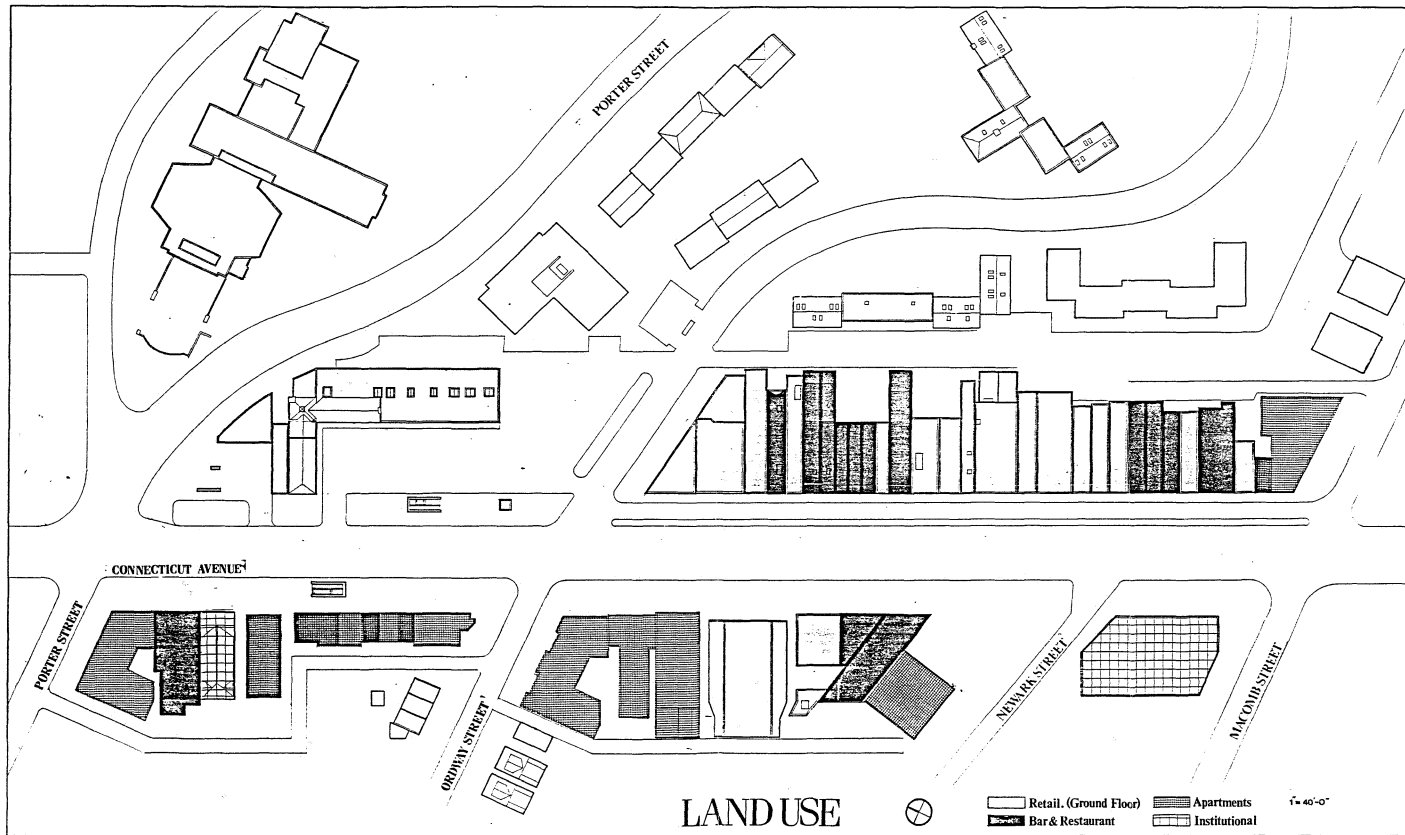 PORTER STREET
CONNECTICUT AVENUE
PORTER STREET
ORDWAY STREET
NEWARK STREET
MACOMB STREET
LAND USE
Retail. (Ground Floor)
Apartments
1" = 40'-0"
Bar & Restaurant
Institutional